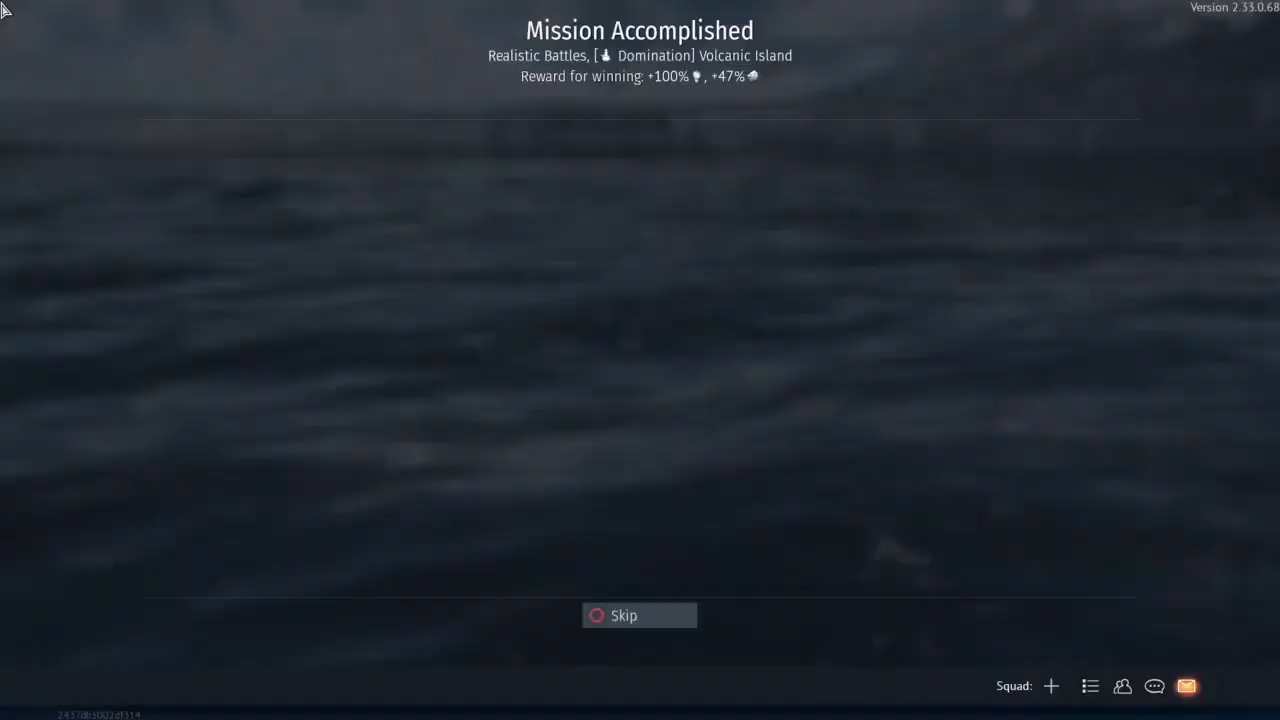 Version 2.33.0.68
Mission Accomplished
Realistic Battles, [ Domination] Volcanic Island
Reward for winning: +100% , +47%
Skip
Squad: